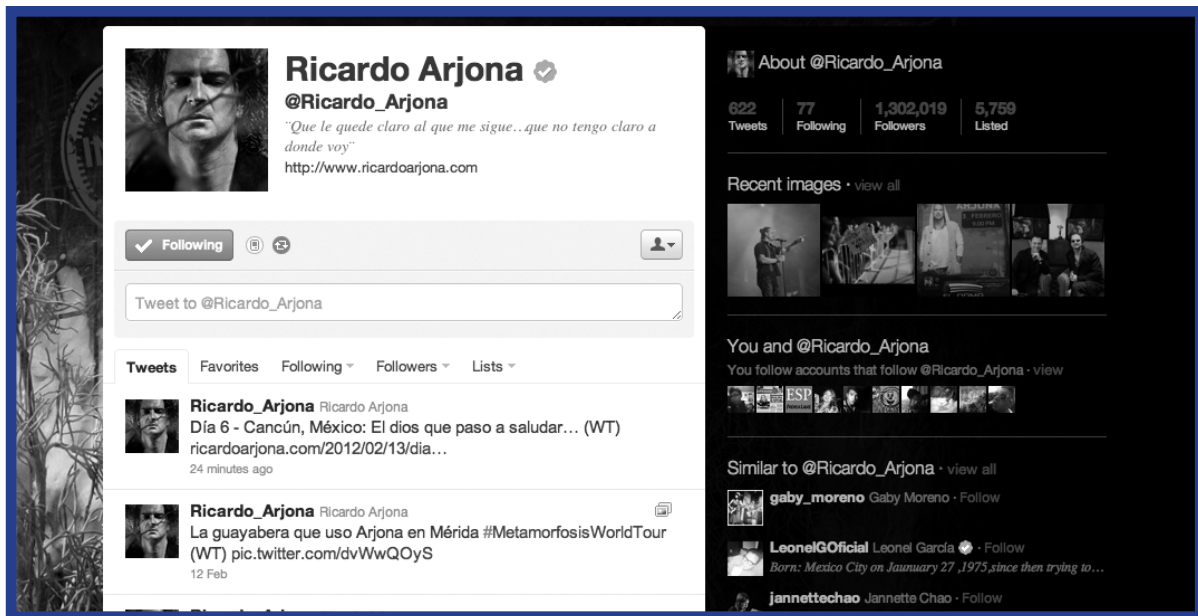 Ricardo Arjona
@Ricardo_Arjona
¨Que le quede claro al que me sigue…que no tengo claro a
donde voy¨
http://www.ricardoarjona.com
Following
Tweet to @Ricardo_Arjona
Tweets Favorites Following Followers Lists
Ricardo_Arjona Ricardo Arjona
Día 6 - Cancún, México: El dios que paso a saludar… (WT)
ricardoarjona.com/2012/02/13/dia…
24 minutes ago
Ricardo_Arjona Ricardo Arjona
La guayabera que uso Arjona en Mérida #MetamorfosisWorldTour
(WT) pic.twitter.com/dvWwQOyS
12 Feb
About @Ricardo_Arjona
622 77 1,302,019 5,759
Tweets Following Followers Listed
Recent images · view all
ARJONA
FEBRERO
9:00 PM
You and @Ricardo_Arjona
You follow accounts that follow @Ricardo_Arjona · view
ESP
Similar to @Ricardo_Arjona · view all
gaby_moreno Gaby Moreno · Follow
LeonelGOficial Leonel García · Follow
Born: Mexico City on Jaunuary 27 ,1975,since then trying to…
jannettechao Jannette Chao · Follow